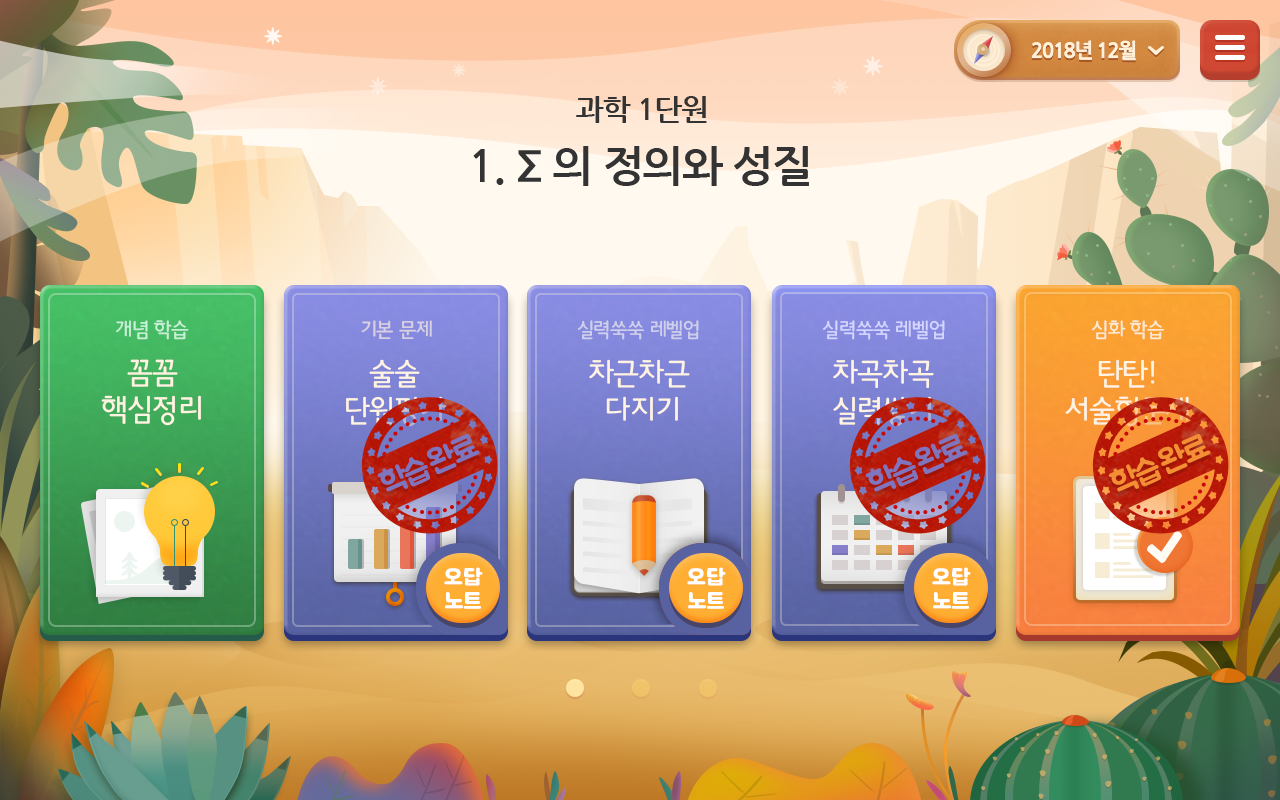 2018년 12월
과학 1단원
1. Σ 의 정의와 성질
개념 학습
꼼꼼
핵심정리
기본 문제
술술
학습완료
오답
노트
실력쑥쑥 레벨업
차근차근
다지기
오답
노트
실력쑥쑥 레벨업
차곡차곡
학습완료
오답
노트
심화 학습
탄탄!
학습완료